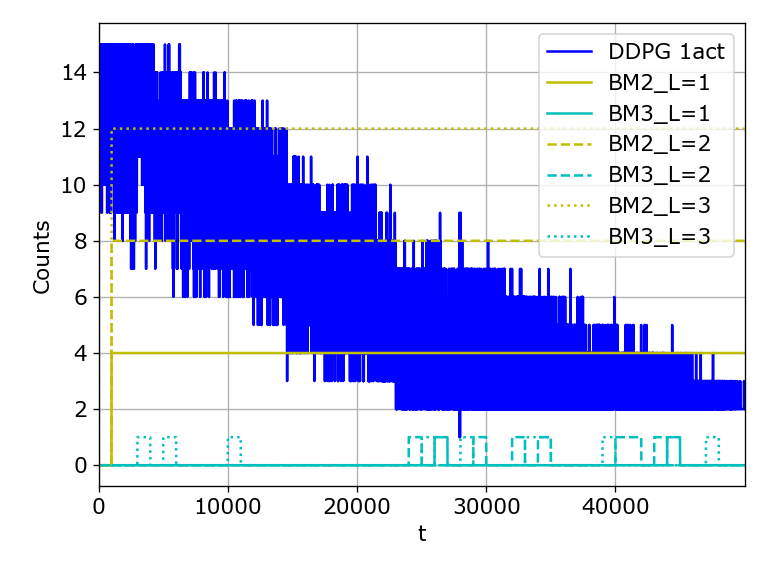 14
12
10
8
6
4
2
0
Counts
0
10000
20000
30000
40000
t
DDPG 1act
BM2_L=1
BM3_L=1
BM2_L=2
BM3_L=2
BM2_L=3
BM3_L=3